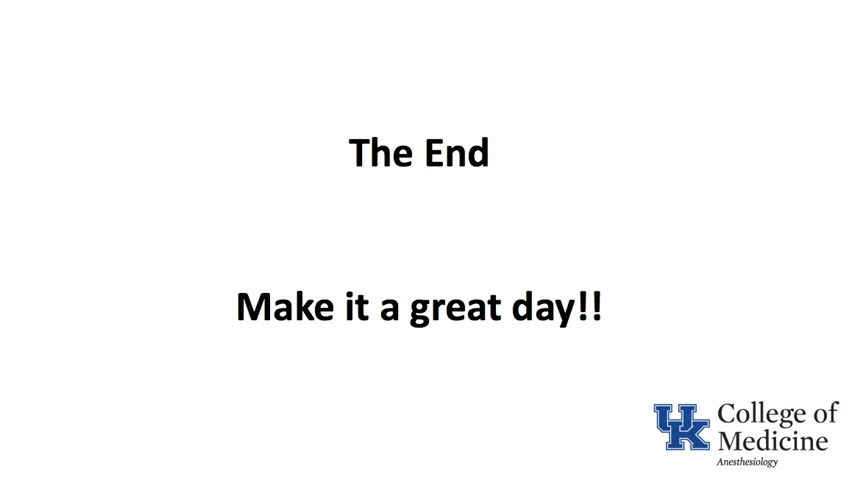 The End
Make it a great day!!
UK
College of
Medicine
Anesthesiology